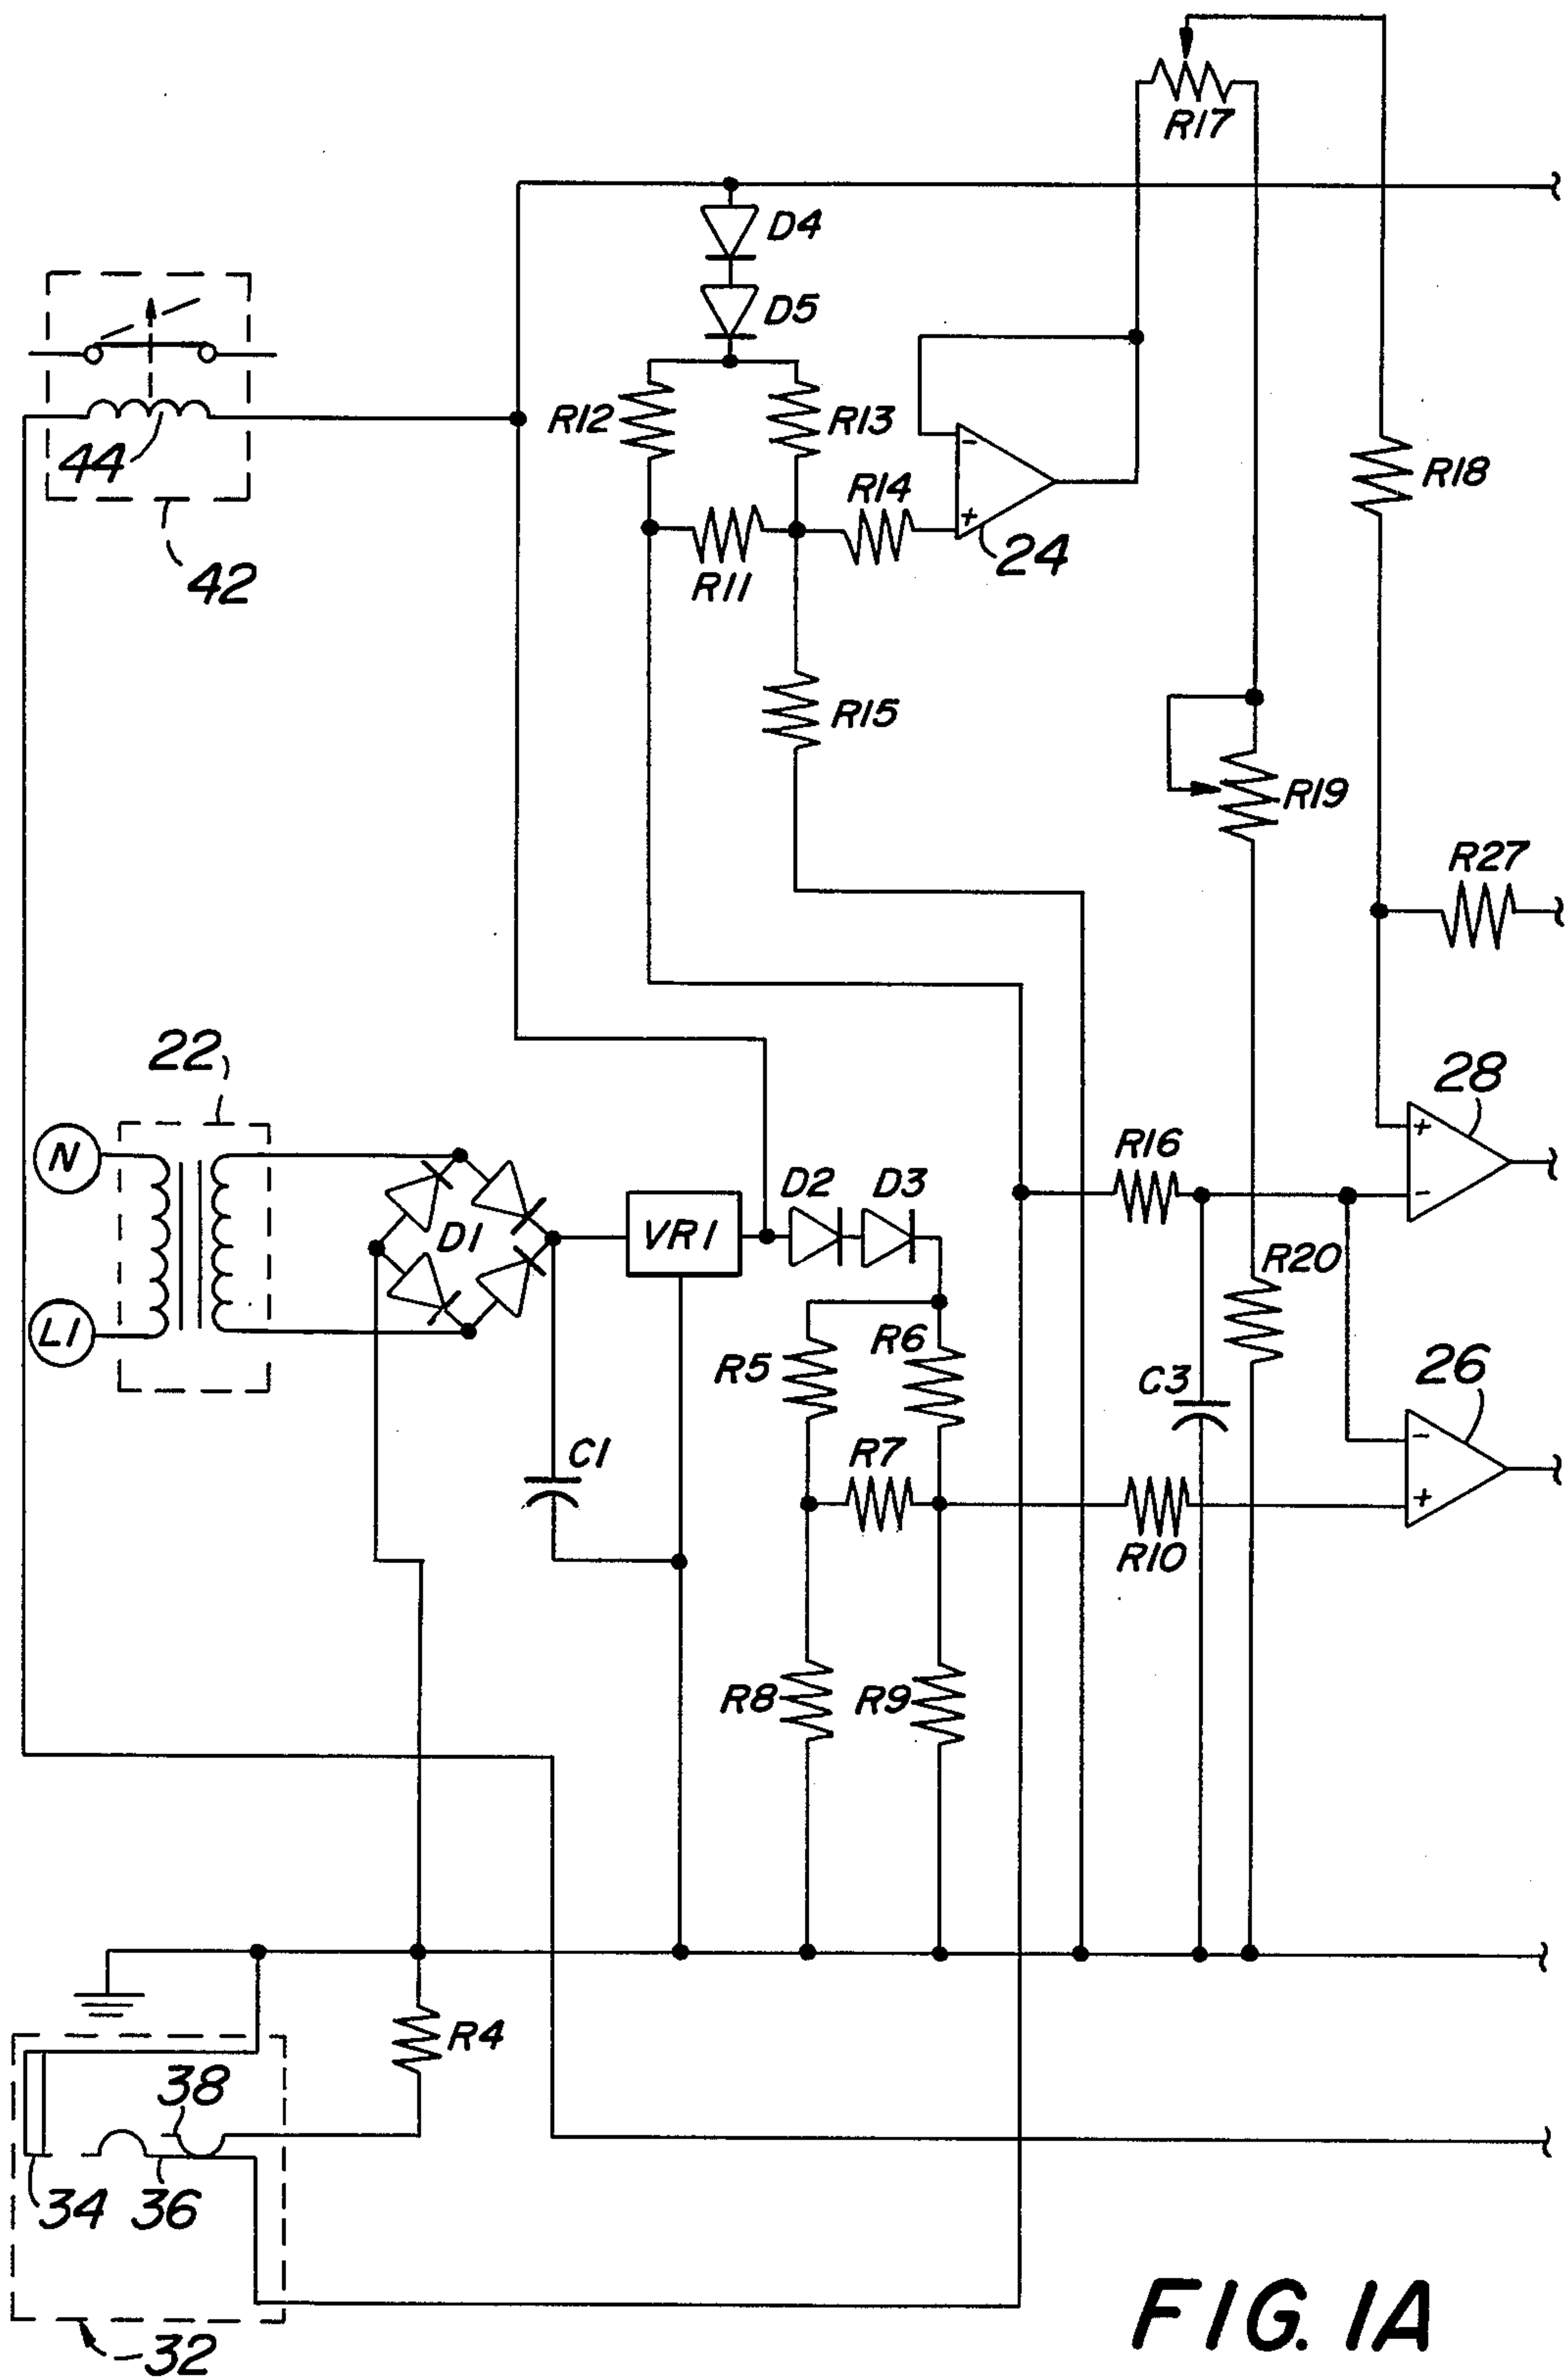 R17
D4
D5
R12
R13
44
R14
R18
+
-
24
42
R11
R15
R19
R27
22
28
N
R16
+
-
D2
D3
D1
VR1
R20
L1
R5
R6
C3
26
R7
C1
-
+
R10
R8
R9
R4
38
34
36
32
FIG. 1A